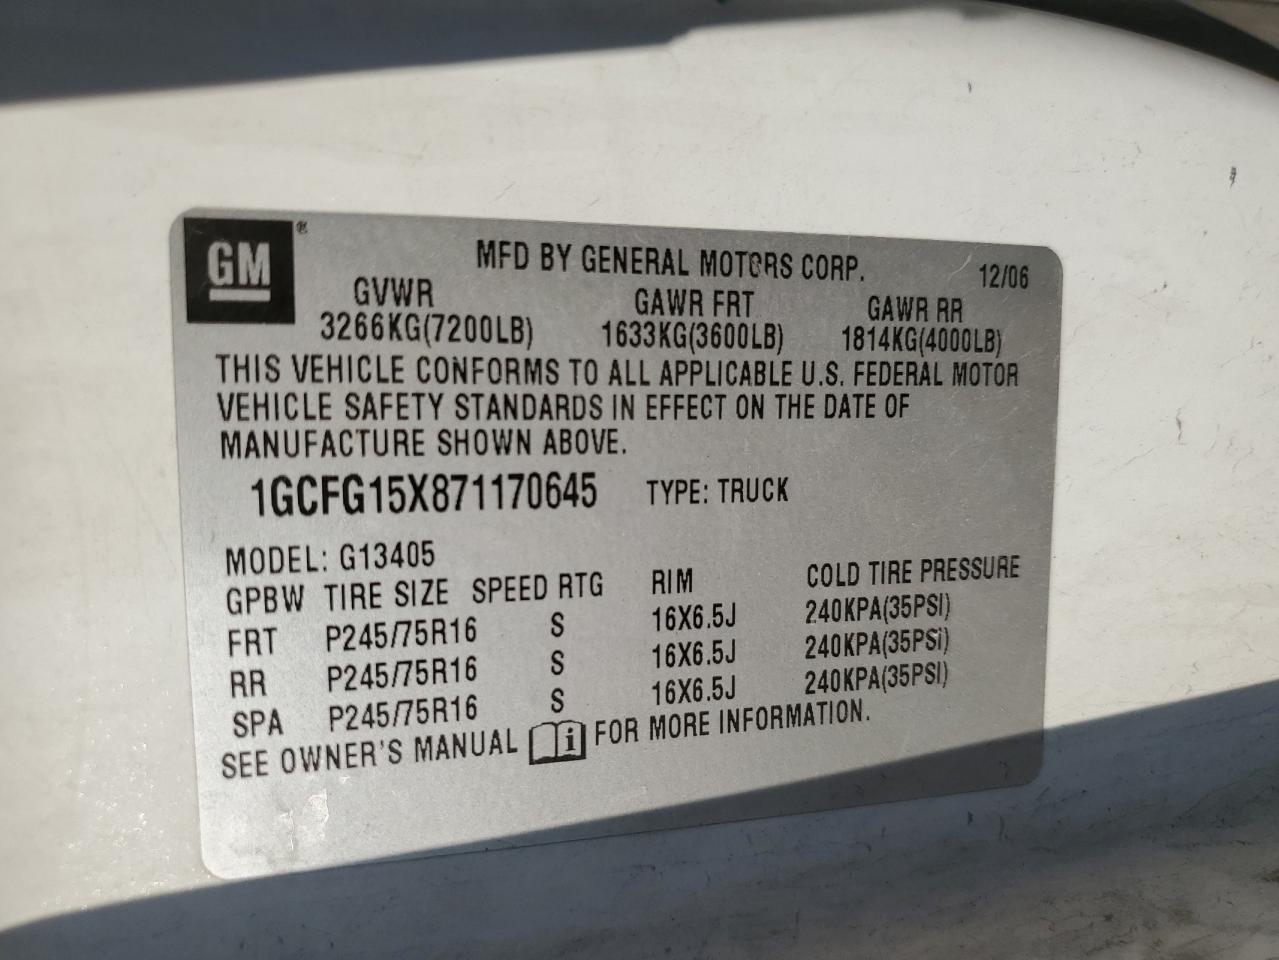 GM®
MFD BY GENERAL MOTORS CORP. 12/06
GVWR GAWR FRT GAWR RR
3266KG(7200LB) 1633KG(3600LB) 1814KG(4000LB)
THIS VEHICLE CONFORMS TO ALL APPLICABLE U.S. FEDERAL MOTOR
VEHICLE SAFETY STANDARDS IN EFFECT ON THE DATE OF
MANUFACTURE SHOWN ABOVE.
1GCFG15X871170645 TYPE: TRUCK
MODEL: G13405
GPBW TIRE SIZE SPEED RTG RIM COLD TIRE PRESSURE
FRT P245/75R16 S 16X6.5J 240KPA(35PSI)
RR P245/75R16 S 16X6.5J 240KPA(35PSi)
SPA P245/75R16 S 16X6.5J 240KPA(35PSI)
SEE OWNER'S MANUAL i FOR MORE INFORMATION.